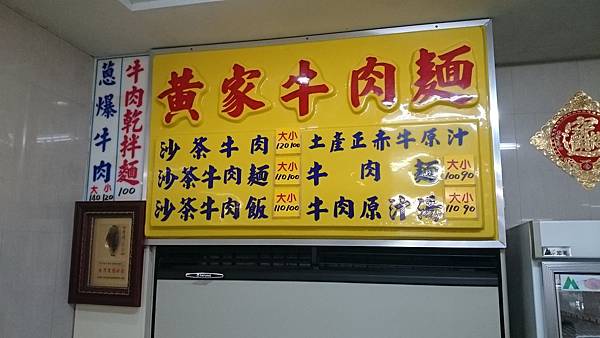 黃家牛肉麵
沙茶牛肉 大小 120 100
沙茶牛肉麵 大小 110 100
沙茶牛肉飯 大小 110 100
土產正赤牛原汁
牛肉麵 大小 100 90
牛肉原汁湯 大小 110 90
牛肉乾拌麵 100
蔥爆牛肉 大小 140 120